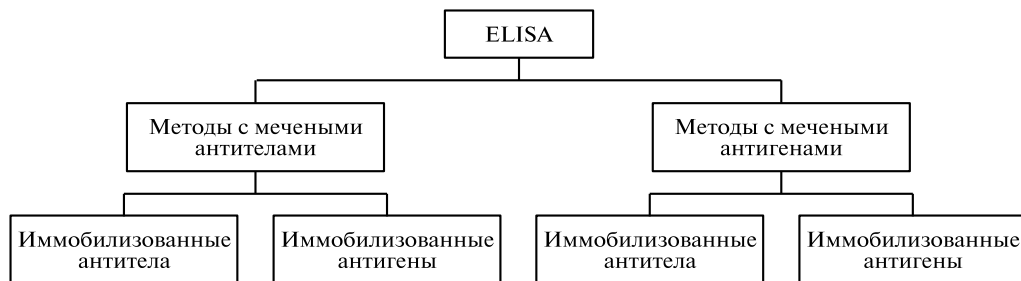 ELISA
Методы с мечеными
антителами
Методы с мечеными
антигенами
Иммобилизованные
антитела
Иммобилизованные
антигены
Иммобилизованные
антитела
Иммобилизованные
антигены